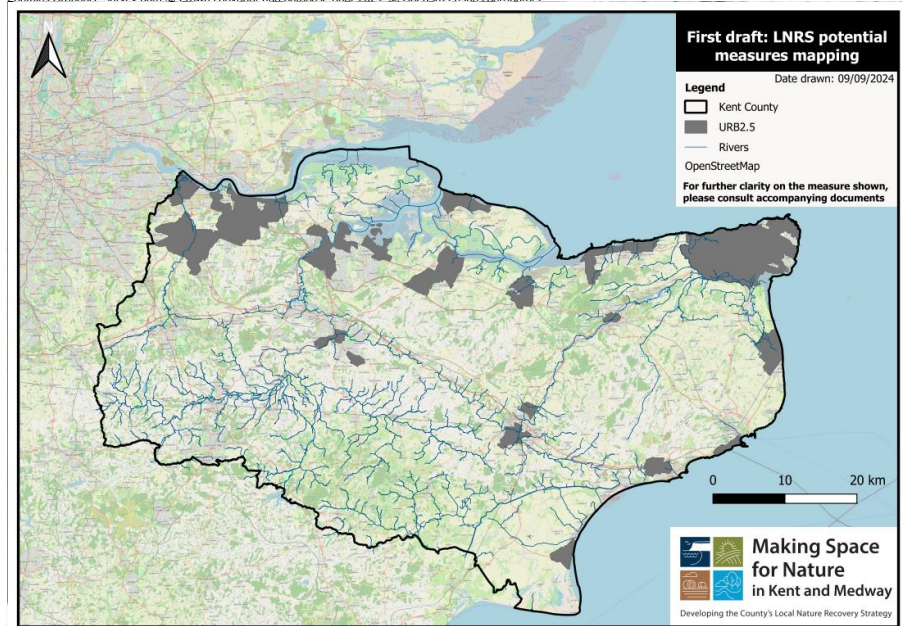 N
First draft: LNRS potential
measures mapping
Date drawn: 09/09/2024
Legend
Kent County
URB2.5
Rivers
OpenStreetMap
For further clarity on the measure shown,
please consult accompanying documents
0 10 20 km
Making Space
for Nature
in Kent and Medway
Developing the County's Local Nature Recovery Strategy